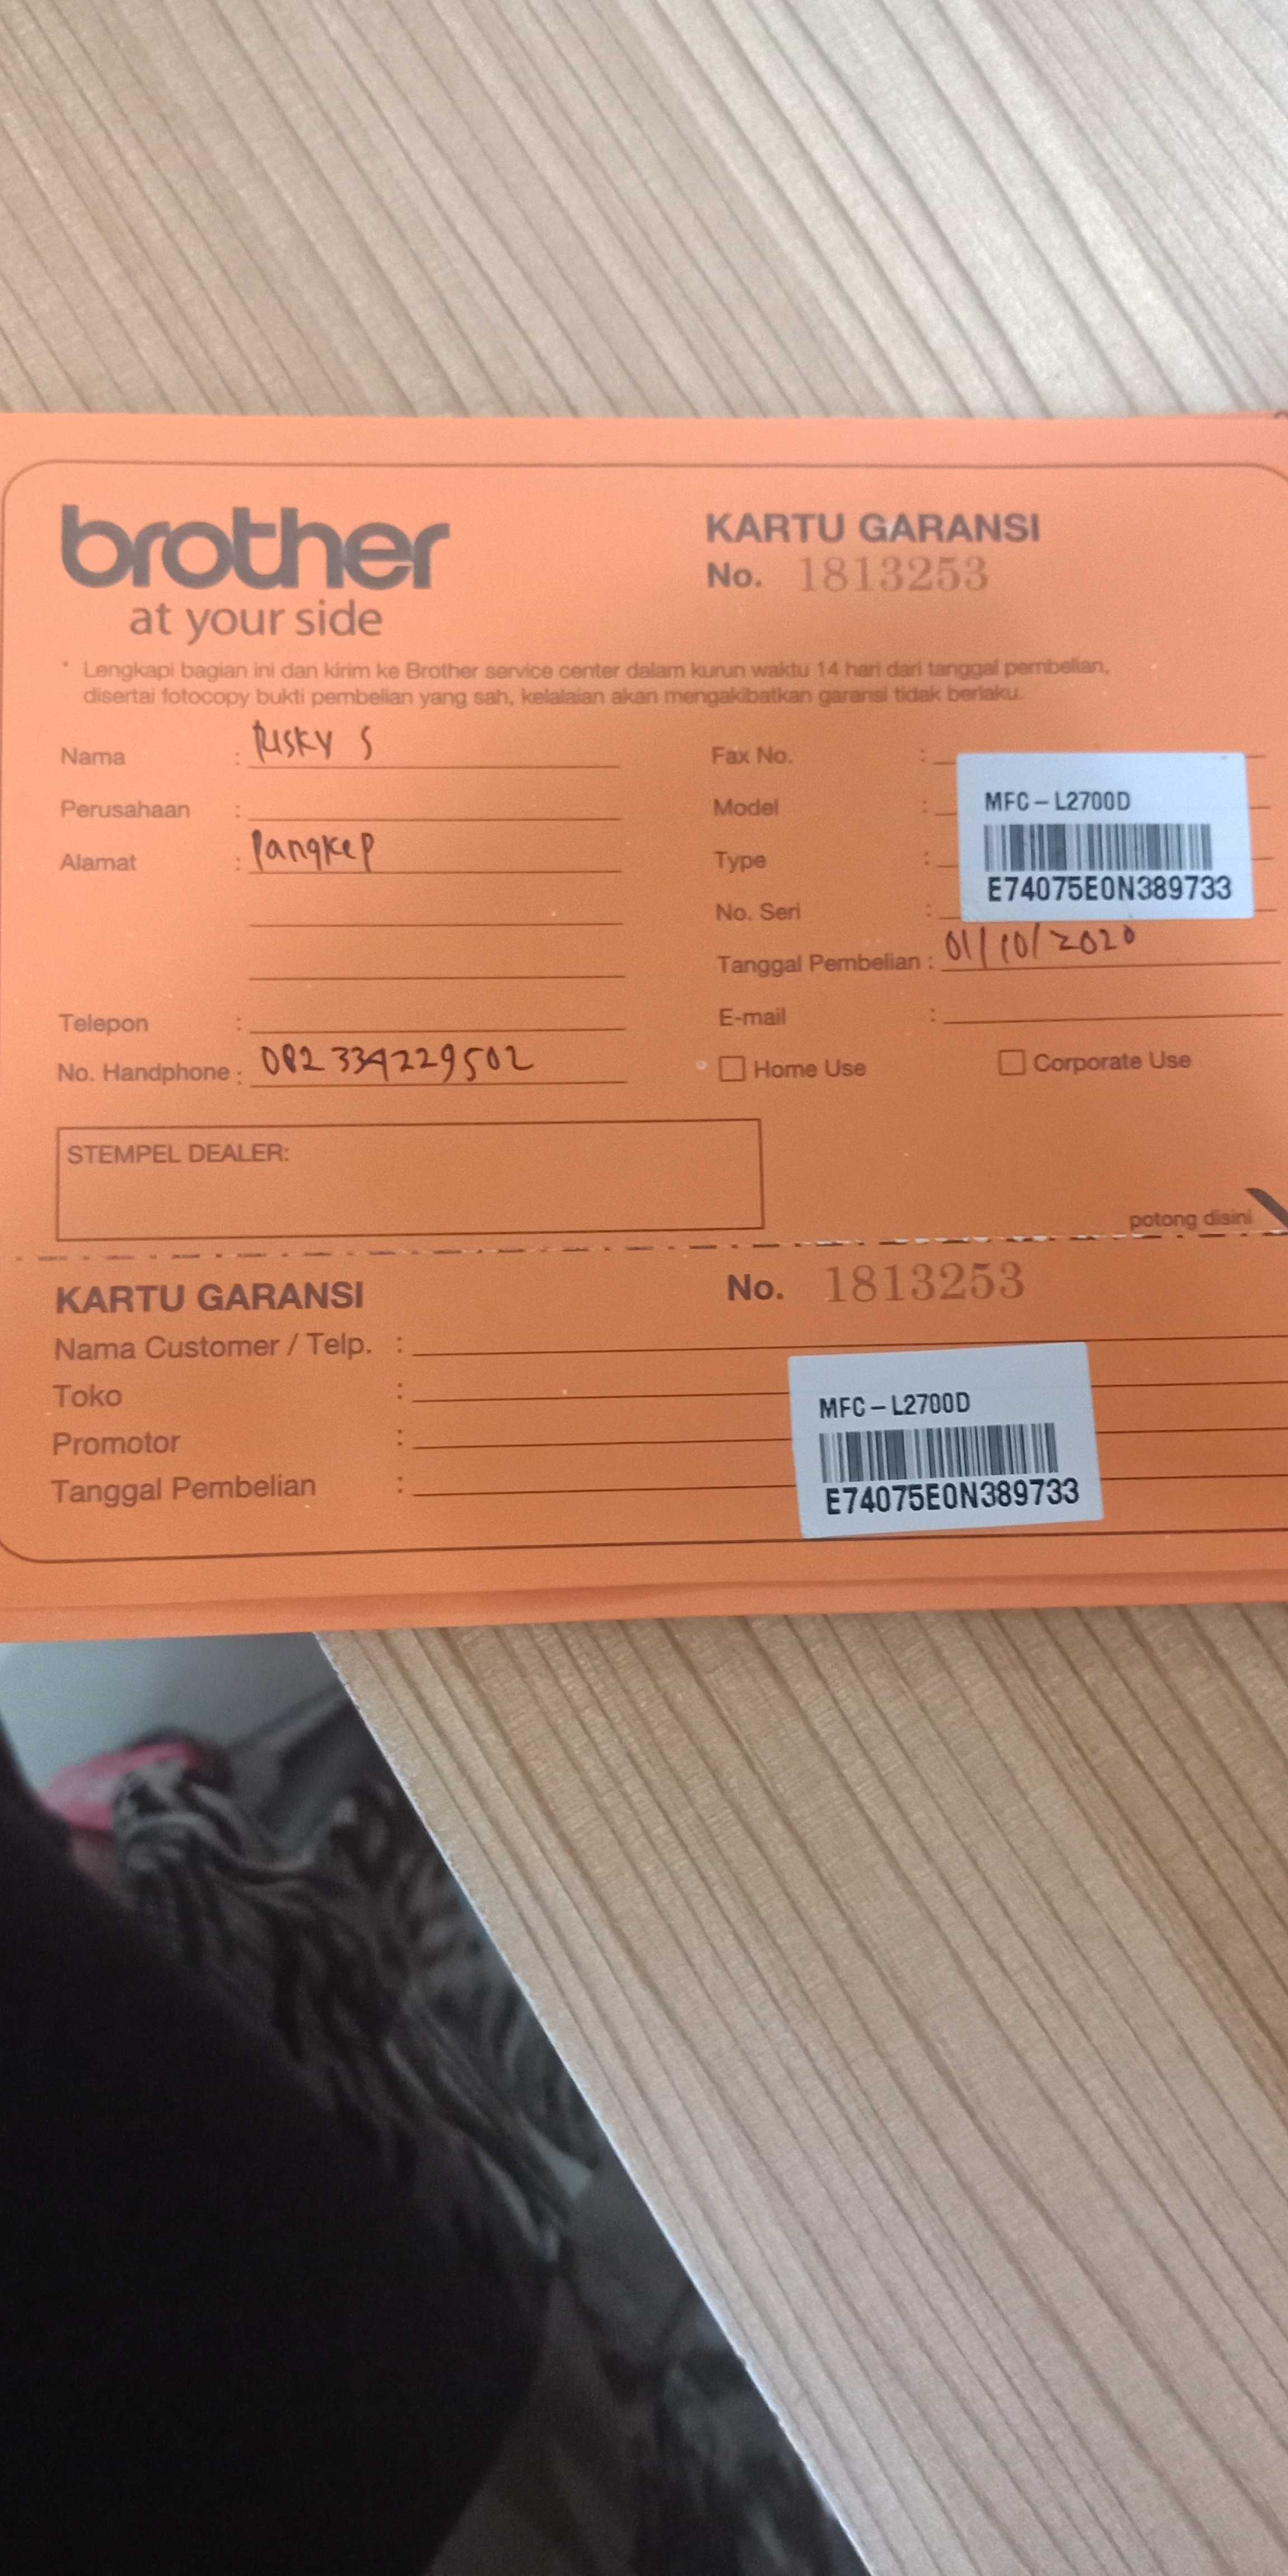 brother
at your side
KARTU GARANSI
No. 1813253
* Lengkapi bagian ini dan kirim ke Brother service center dalam kurun waktu 14 hari dari tanggal pembelian,
disertai fotocopy bukti pembelian yang sah, kelalaian akan mengakibatkan garansi tidak berlaku.
Nama : Risky S
Perusahaan :
Alamat : Pangkep
Telepon :
No. Handphone : 082 334229502
Fax No. :
Model :
Type :
No. Seri :
MFC-L2700D
E74075E0N389733
Tanggal Pembelian : 01/10/2020
E-mail :
Home Use
Corporate Use
STEMPEL DEALER:
potong disini
KARTU GARANSI
No. 1813253
Nama Customer / Telp. :
Toko :
Promotor :
Tanggal Pembelian :
MFC-L2700D
E74075E0N389733